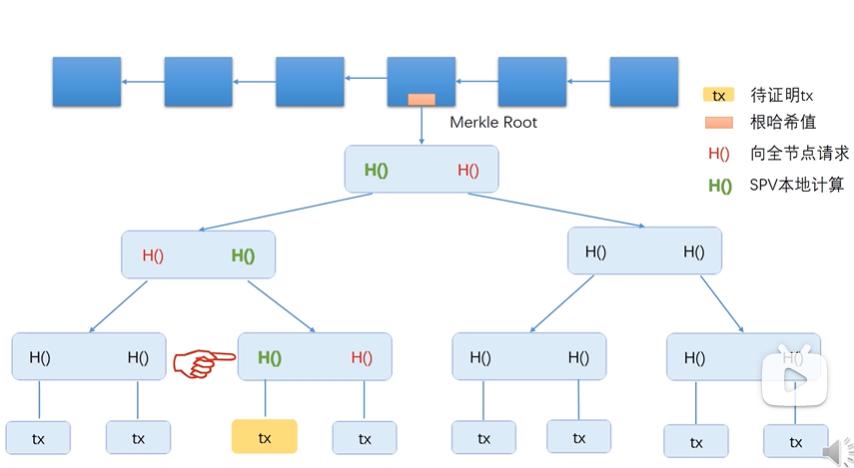 Merkle Root
tx 待证明tx
根哈希值
H() 向全节点请求
H() SPV本地计算
H() H()
H() H() H() H()
H() H() H() H() H() H() H() H()
tx tx tx tx tx tx tx tx